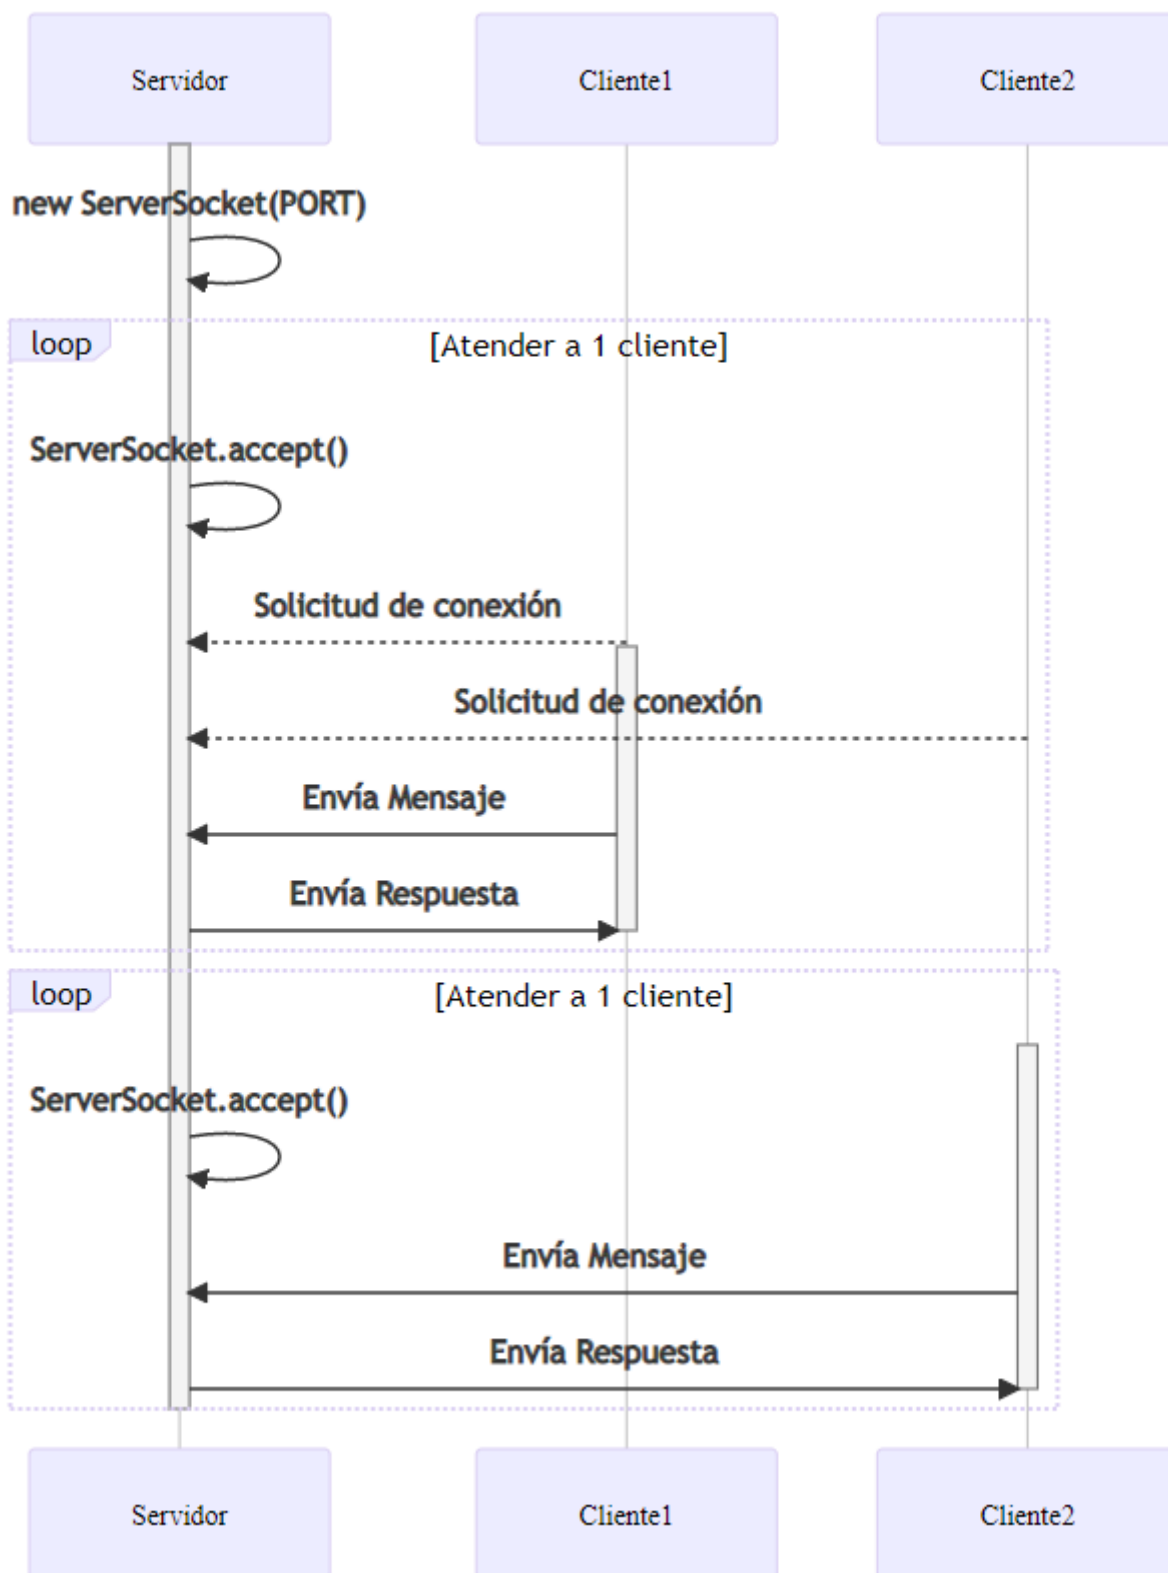 Servidor
Cliente1
Cliente2
new ServerSocket(PORT)
loop
[Atender a 1 cliente]
ServerSocket.accept()
Solicitud de conexión
Solicitud de conexión
Envía Mensaje
Envía Respuesta
loop
[Atender a 1 cliente]
ServerSocket.accept()
Envía Mensaje
Envía Respuesta
Servidor
Cliente1
Cliente2